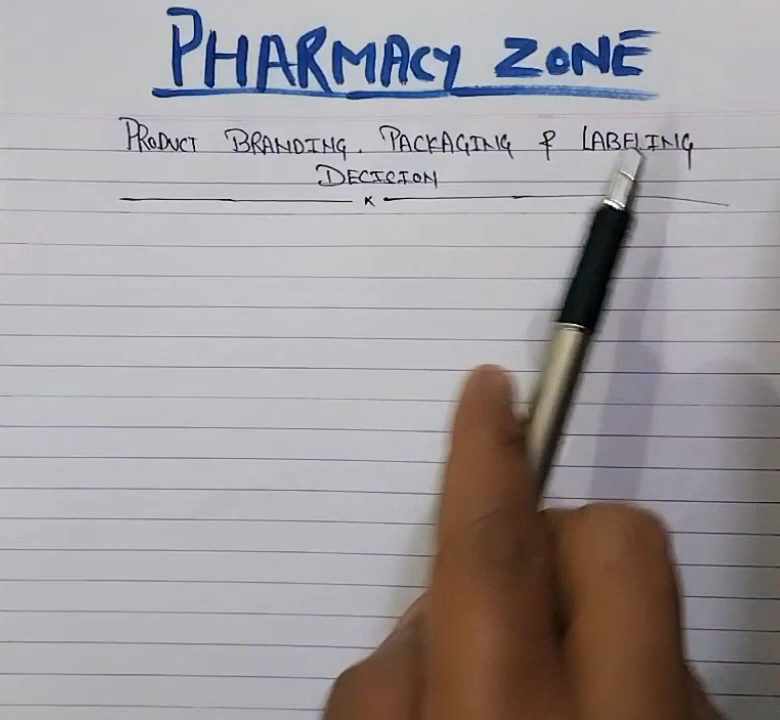 PHARMACY ZONE
PRODUCT BRANDING, PACKAGING & LABELING
DECISION
x